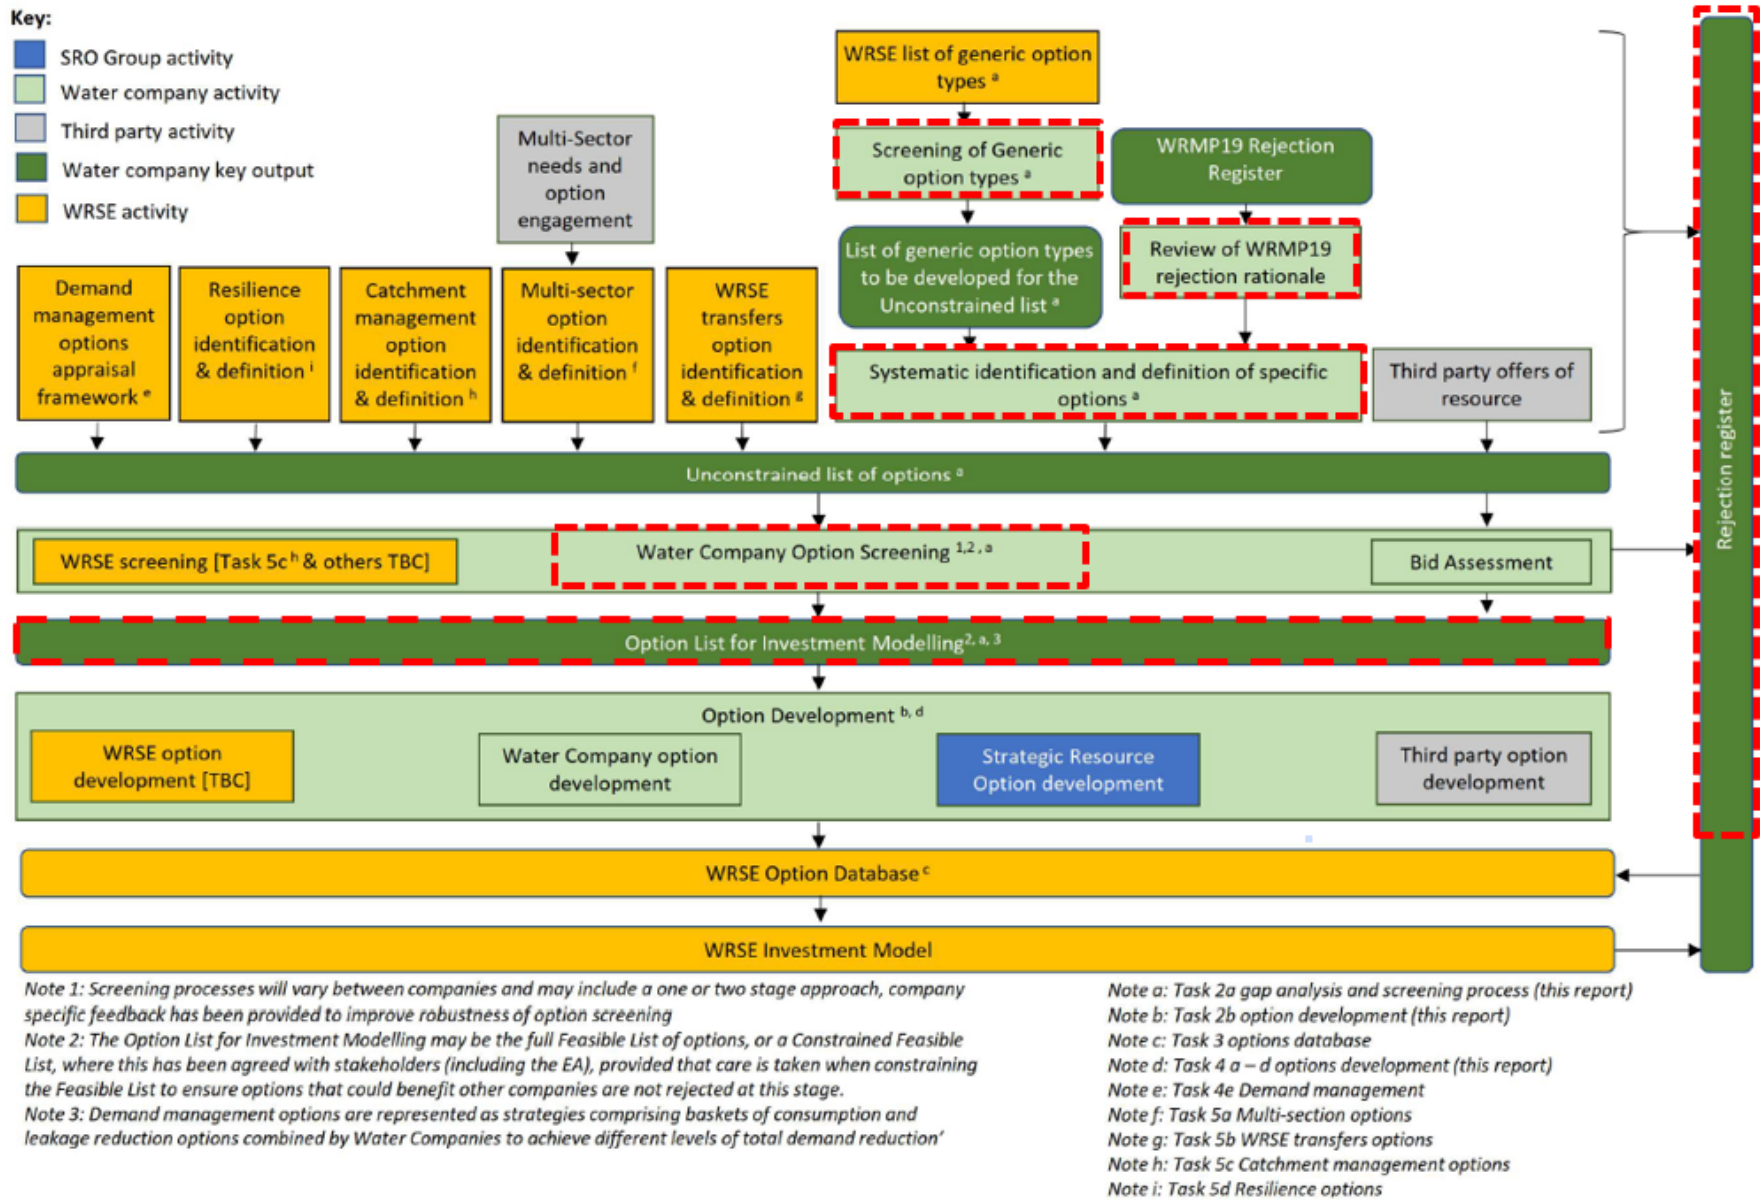 Key:
SRO Group activity
Water company activity
Third party activity
Water company key output
WRSE activity
WRSE list of generic option
types a
Screening of Generic
option types a
WRMP19 Rejection
Register
Multi-Sector
needs and
option
engagement
List of generic option types
to be developed for the
Unconstrained list a
Review of WRMP19
rejection rationale
Demand
management
options
appraisal
framework e
Resilience
option
identification
& definition i
Catchment
management
option
identification
& definition h
Multi-sector
option
identification
& definition f
WRSE
transfers
option
identification
& definition g
Systematic identification and definition of specific
options a
Third party offers of
resource
Rejection register
Unconstrained list of options a
WRSE screening [Task 5c h & others TBC]
Water Company Option Screening 1,2, a
Bid Assessment
Option List for Investment Modelling2, a, 3
Option Development b, d
WRSE option
development [TBC]
Water Company option
development
Strategic Resource
Option development
Third party option
development
WRSE Option Database c
WRSE Investment Model
Note 1: Screening processes will vary between companies and may include a one or two stage approach, company
specific feedback has been provided to improve robustness of option screening
Note 2: The Option List for Investment Modelling may be the full Feasible List of options, or a Constrained Feasible
List, where this has been agreed with stakeholders (including the EA), provided that care is taken when constraining
the Feasible List to ensure options that could benefit other companies are not rejected at this stage.
Note 3: Demand management options are represented as strategies comprising baskets of consumption and
leakage reduction options combined by Water Companies to achieve different levels of total demand reduction'
Note a: Task 2a gap analysis and screening process (this report)
Note b: Task 2b option development (this report)
Note c: Task 3 options database
Note d: Task 4 a – d options development (this report)
Note e: Task 4e Demand management
Note f: Task 5a Multi-section options
Note g: Task 5b WRSE transfers options
Note h: Task 5c Catchment management options
Note i: Task 5d Resilience options